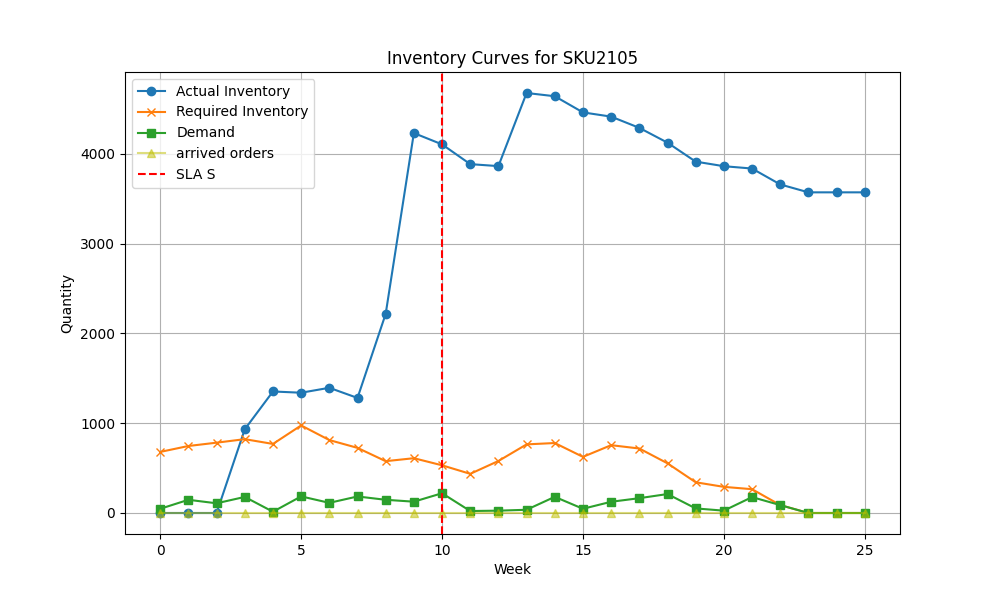 Inventory Curves for SKU2105
Actual Inventory
Required Inventory
Demand
arrived orders
SLA S
4000
3000
2000
1000
0
Quantity
0 5 10 15 20 25
Week